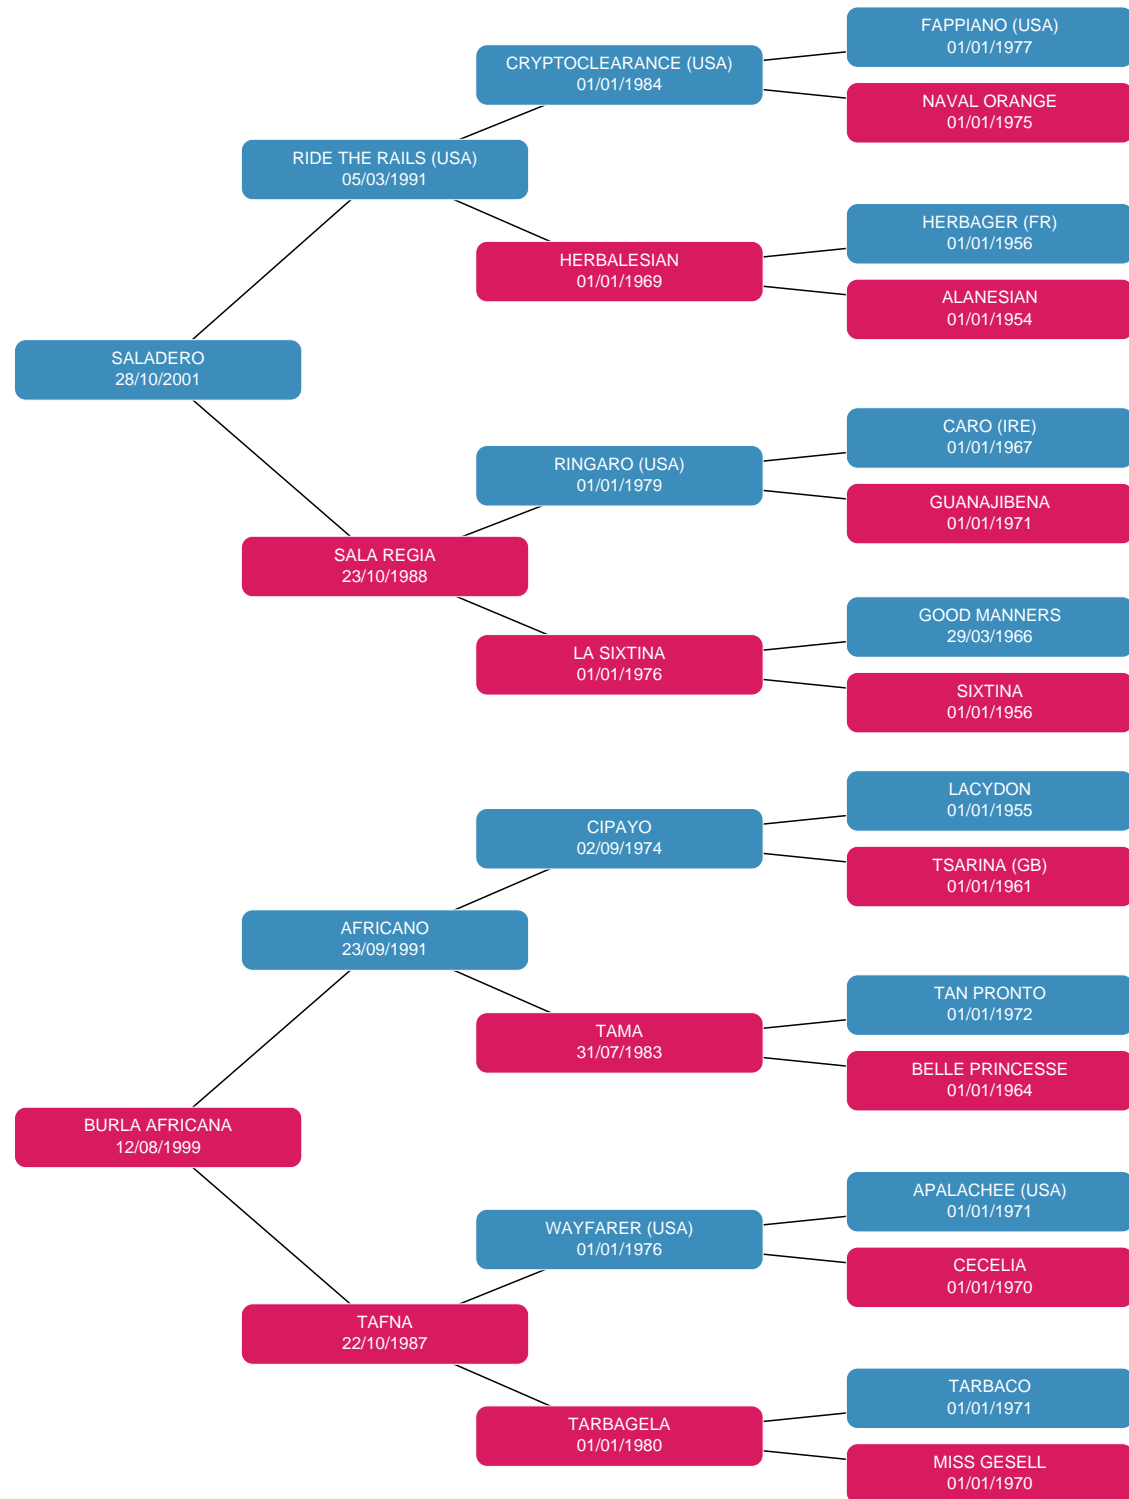 FAPPIANO (USA)
01/01/1977
CRYPTOCLEARANCE (USA)
01/01/1984
NAVAL ORANGE
01/01/1975
RIDE THE RAILS (USA)
05/03/1991
HERBAGER (FR)
01/01/1956
HERBALESIAN
01/01/1969
ALANESIAN
01/01/1954
SALADERO
28/10/2001
CARO (IRE)
01/01/1967
RINGARO (USA)
01/01/1979
GUANAJIBENA
01/01/1971
SALA REGIA
23/10/1988
GOOD MANNERS
29/03/1966
LA SIXTINA
01/01/1976
SIXTINA
01/01/1956
LACYDON
01/01/1955
CIPAYO
02/09/1974
TSARINA (GB)
01/01/1961
AFRICANO
23/09/1991
TAN PRONTO
01/01/1972
TAMA
31/07/1983
BELLE PRINCESSE
01/01/1964
BURLA AFRICANA
12/08/1999
APALACHEE (USA)
01/01/1971
WAYFARER (USA)
01/01/1976
CECELIA
01/01/1970
TAFNA
22/10/1987
TARBACO
01/01/1971
TARBAGELA
01/01/1980
MISS GESELL
01/01/1970